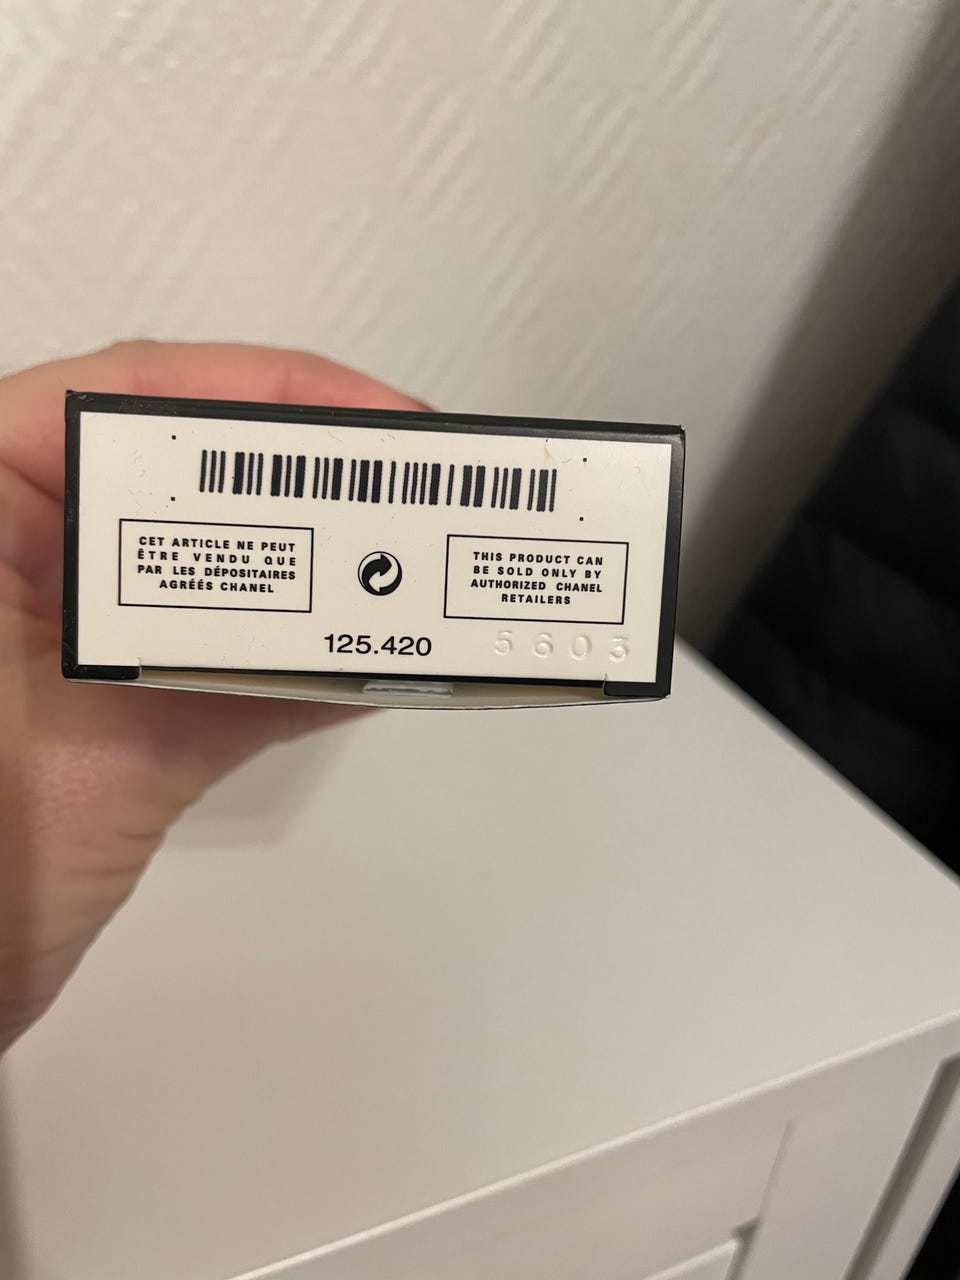 CET ARTICLE NE PEUT
ÊTRE VENDU QUE
PAR LES DÉPOSITAIRES
AGRÉÉS CHANEL
THIS PRODUCT CAN
BE SOLD ONLY BY
AUTHORIZED CHANEL
RETAILERS
125.420
5603